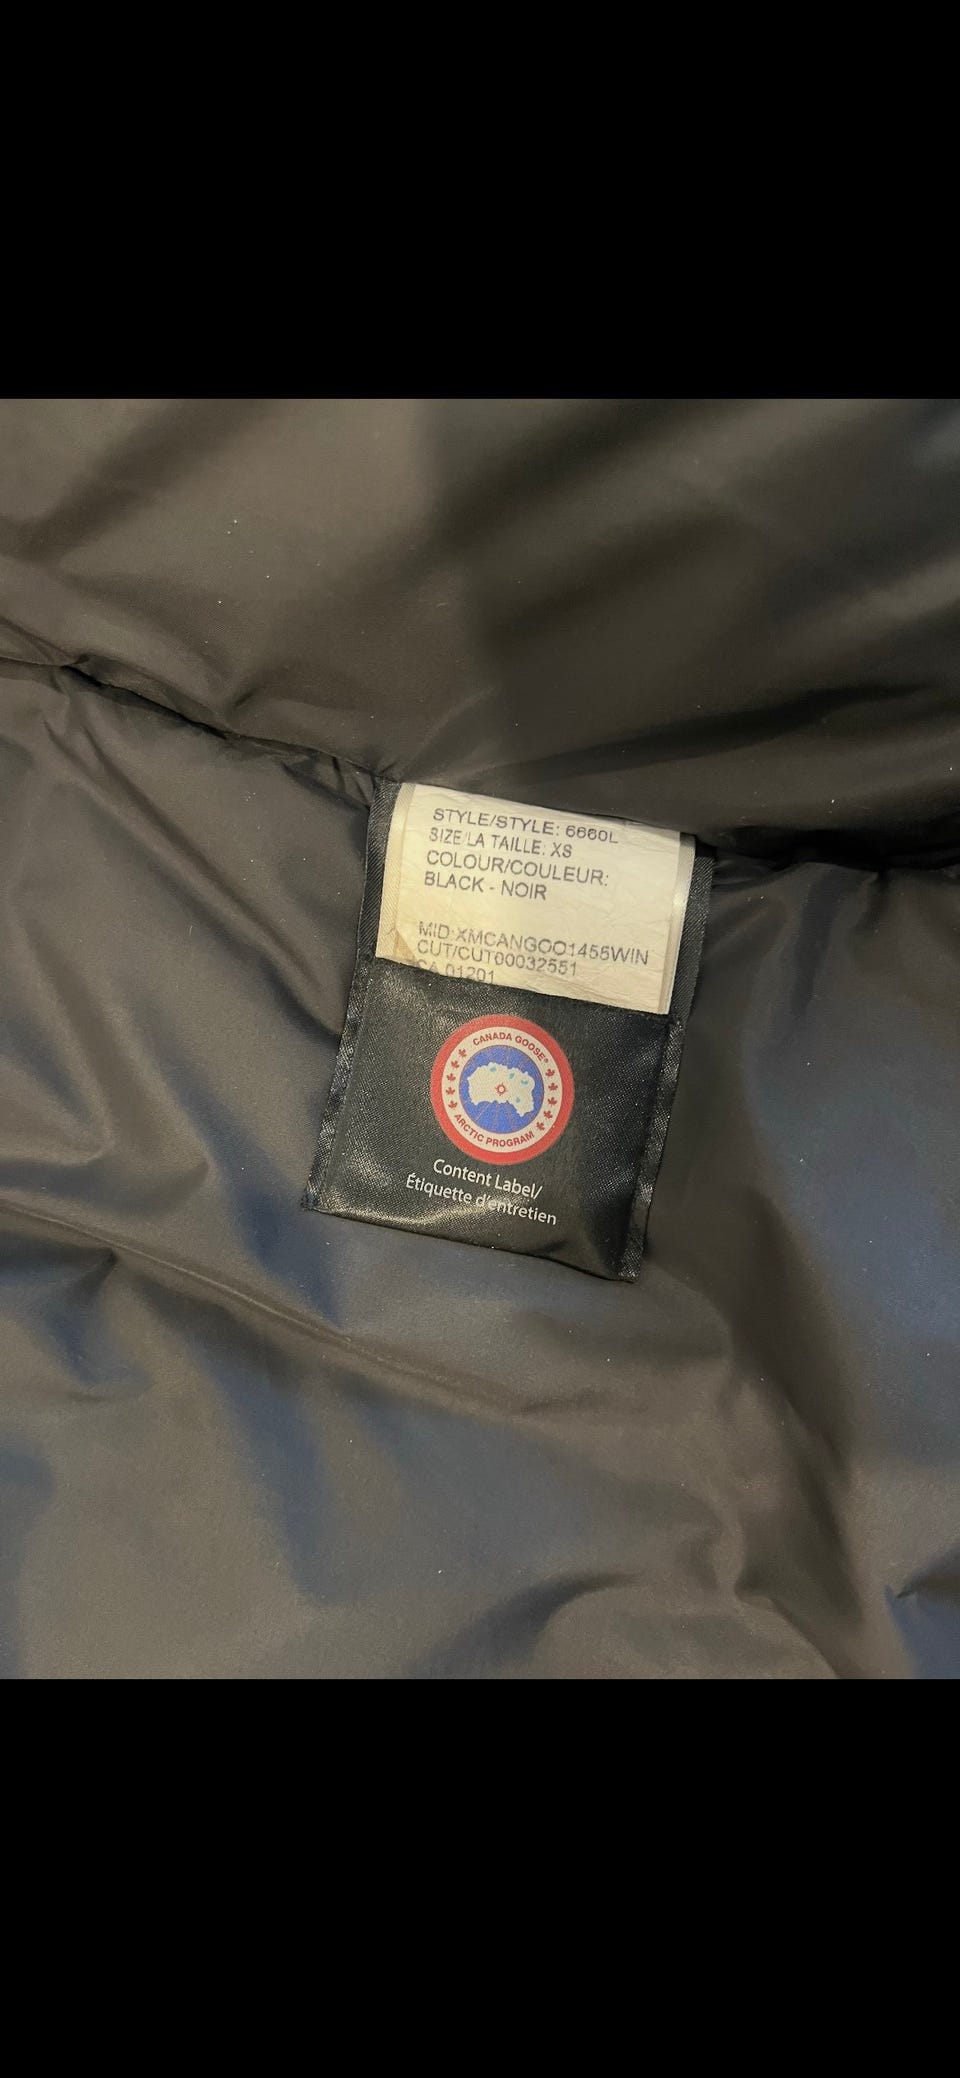 STYLE/STYLE: 6660L
SIZE/LA TAILLE: XS
COLOUR/COULEUR:
BLACK - NOIR
MID:XMCANGOO1455WIN
CUT/CUT00032551
CA 01201
CANADA GOOSE®
ARCTIC PROGRAM
Content Label/
Étiquette d'entretien